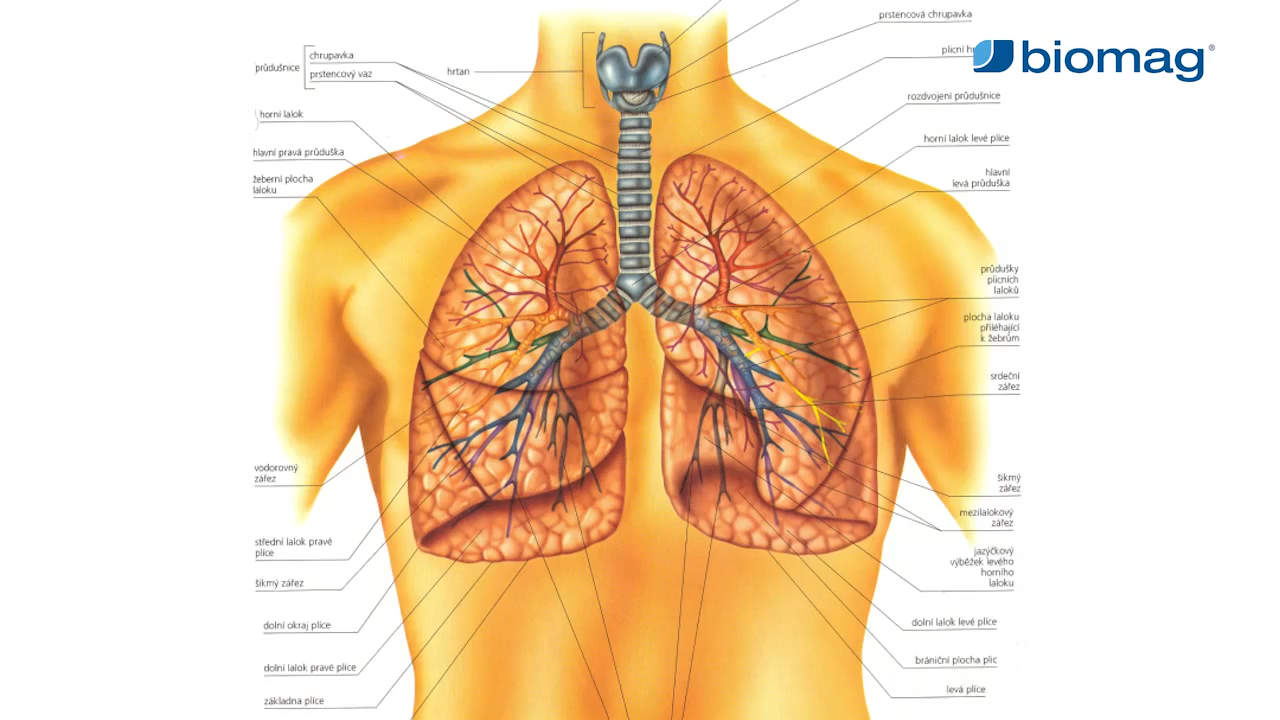 chrupavka
průdušnice
prstencový vaz
horní lalok
hlavní pravá průduška
žeberní plocha
laloku
vodorovný
zářez
střední lalok pravé
plíce
šikmý zářez
dolní okraj plíce
dolní lalok pravé plíce
základna plíce
hrtan
prstencová chrupavka
plicní
biomag®
rozdvojení průdušnice
horní lalok levé plíce
hlavní
levá průduška
průdušky
plicních
laloků
plocha laloku
přiléhající
k žebrům
srdeční
zářez
šikmý
zářez
mezilalokový
zářez
jazýčkový
výběžek levého
horního
laloku
dolní lalok levé plíce
brániční plocha plic
levá plíce